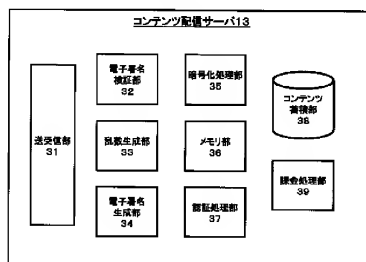 コンテンツ配信サーバ13
送受信部
31
電子署名
検証部
32
乱数生成部
33
電子署名
生成部
34
暗号化処理部
35
メモリ部
36
認証処理部
37
コンテンツ
蓄積部
38
課金処理部
39